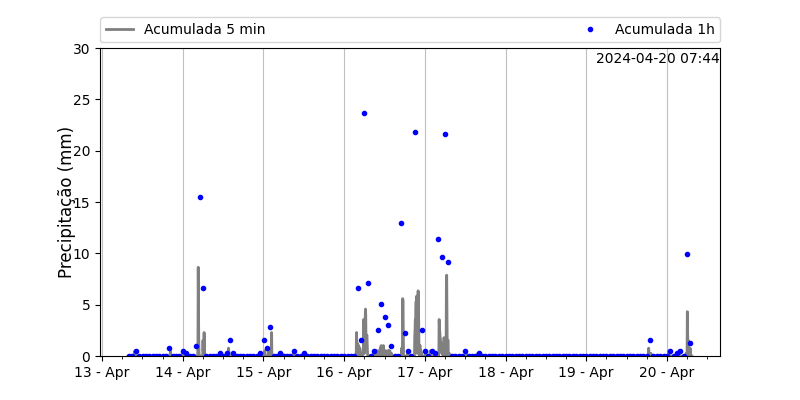 Acumulada 5 min
Acumulada 1h
2024-04-20 07:44
Precipitação (mm)
30
25
20
15
10
5
0
13 - Apr
14 - Apr
15 - Apr
16 - Apr
17 - Apr
18 - Apr
19 - Apr
20 - Apr